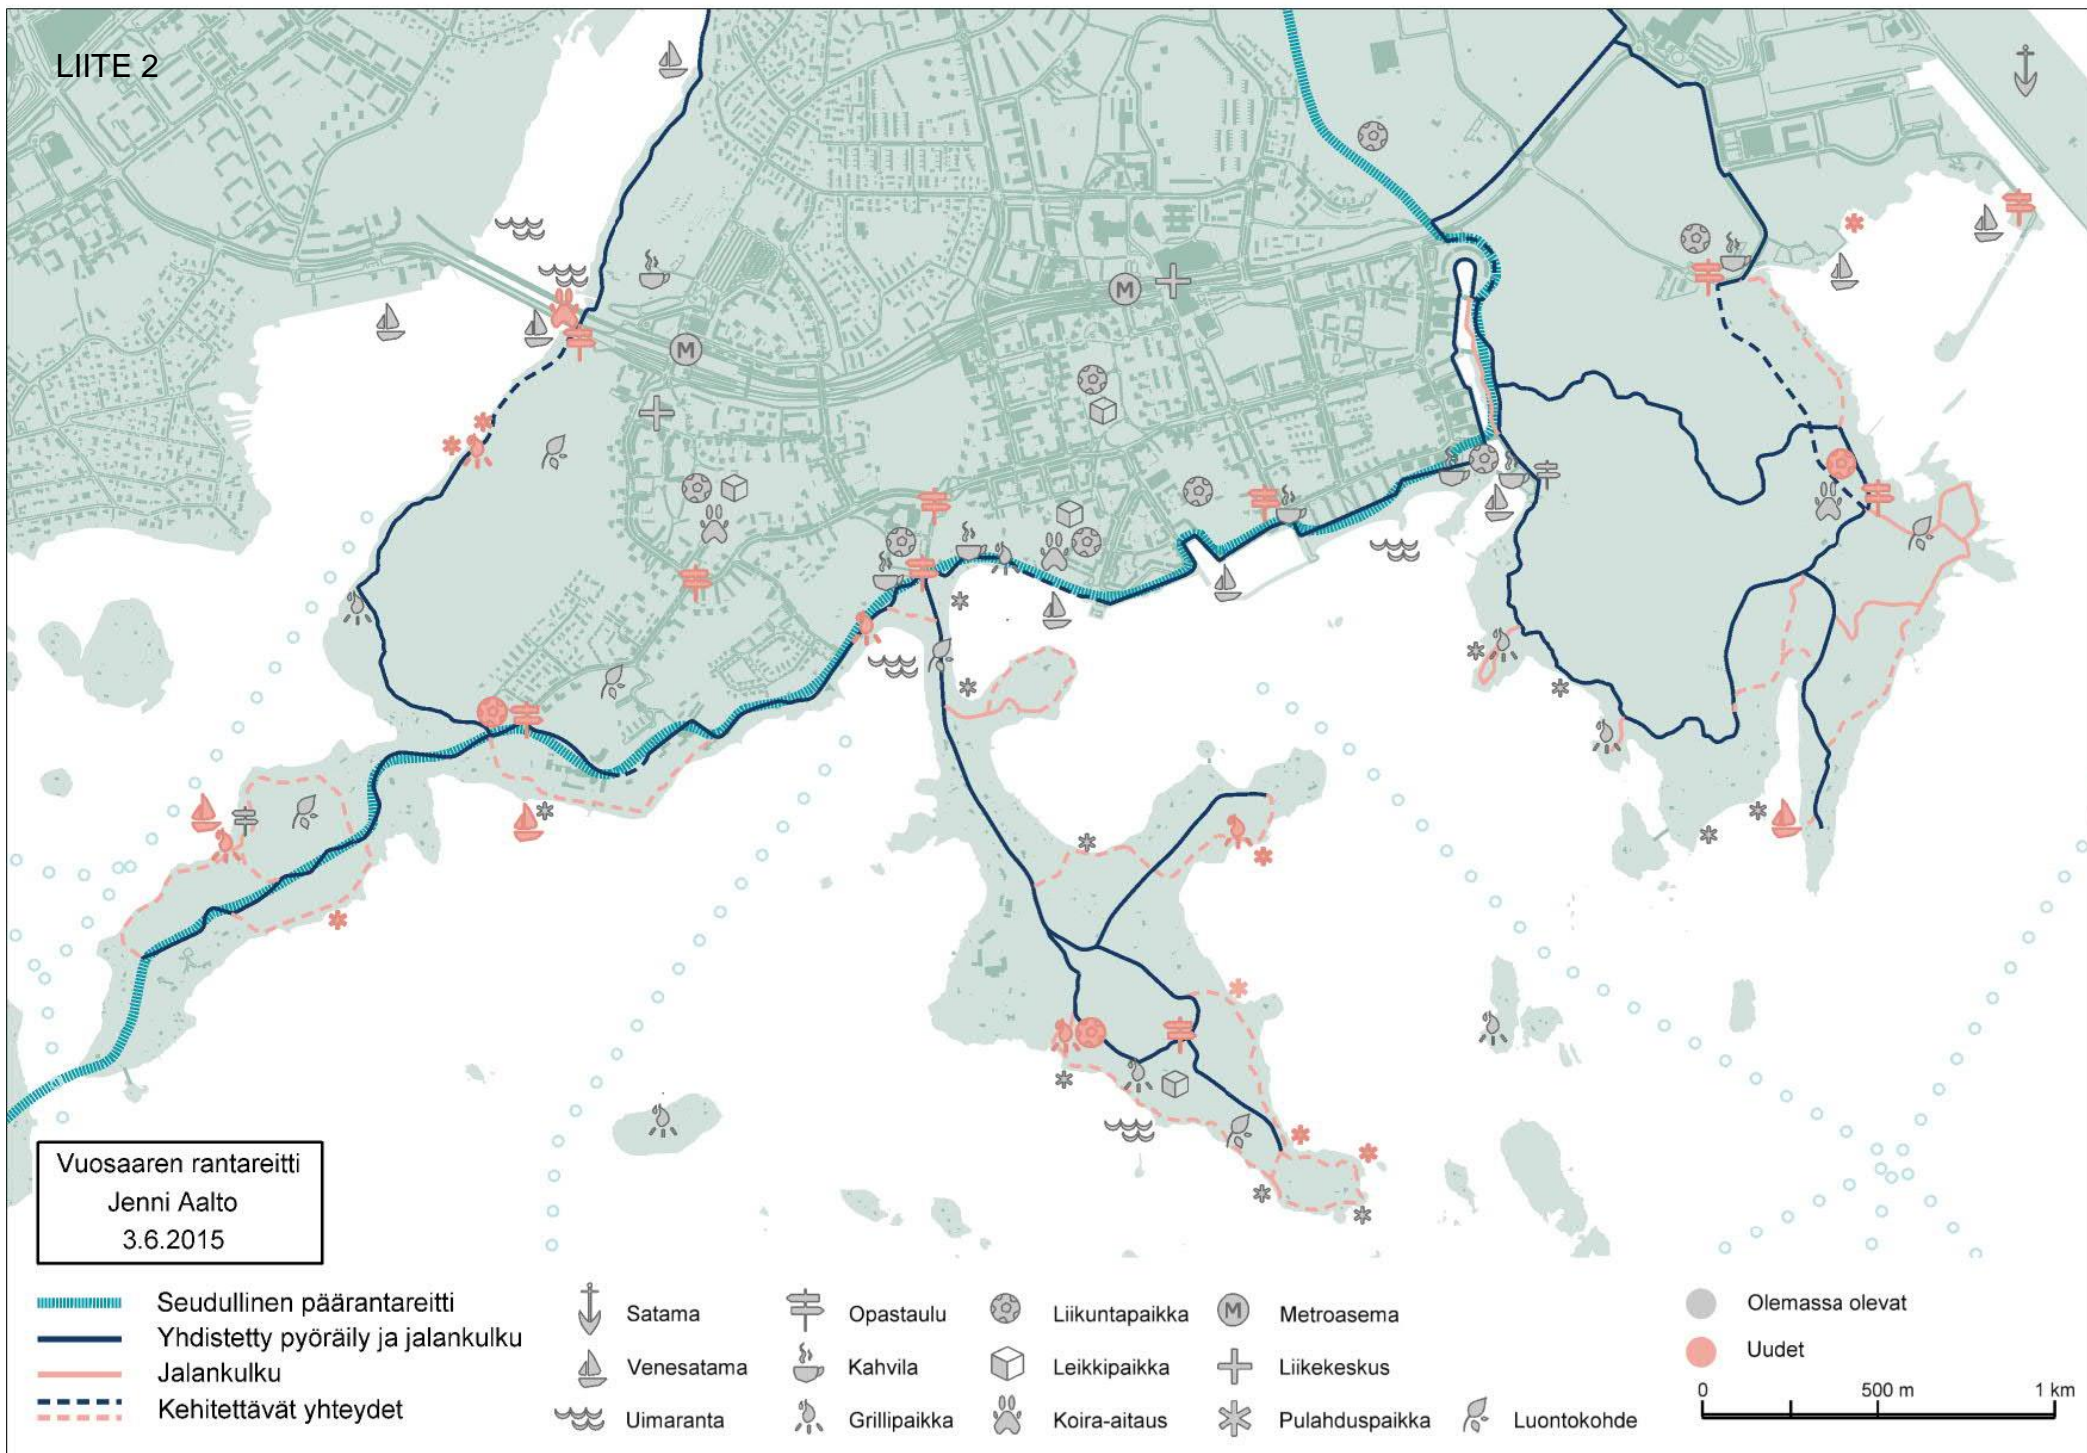 LIITE 2
M
M
Vuosaaren rantareitti
Jenni Aalto
3.6.2015
Seudullinen päärantareitti
Yhdistetty pyöräily ja jalankulku
Jalankulku
Kehitettävät yhteydet
Satama
Venesatama
Uimaranta
Opastaulu
Kahvila
Grillipaikka
Liikuntapaikka
Leikkipaikka
Koira-aitaus
M Metroasema
Liikekeskus
Pulahduspaikka
Luontokohde
Olemassa olevat
Uudet
0 500 m 1 km